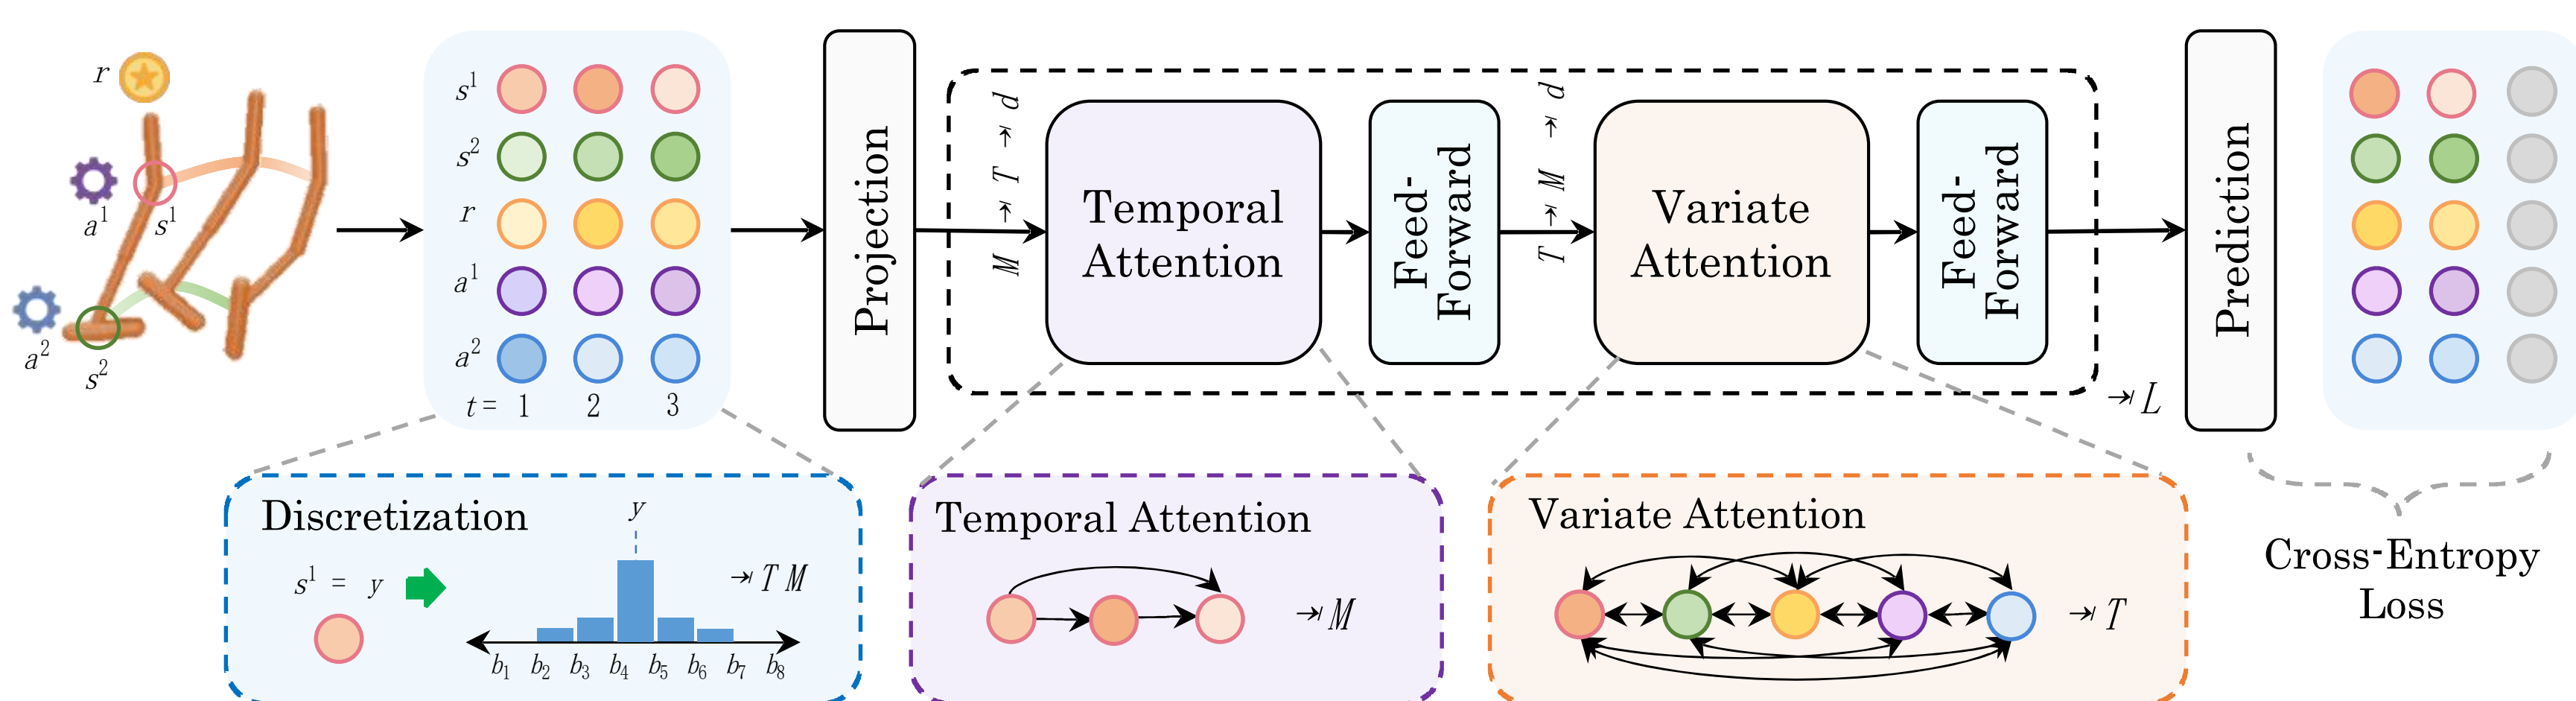 r
a¹
s¹
a²
s²
s¹
s²
r
a¹
a²
t = 1 2 3
Projection
M ⇥ T ⇥ d
Temporal
Attention
Feed-
Forward
T ⇥ M ⇥ d
Variate
Attention
Feed-
Forward
⇥ L
Prediction
Discretization
s¹ = y
y
⇥ T M
b₁ b₂ b₃ b₄ b₅ b₆ b₇ b₈
Temporal Attention
⇥ M
Variate Attention
⇥ T
Cross-Entropy
Loss